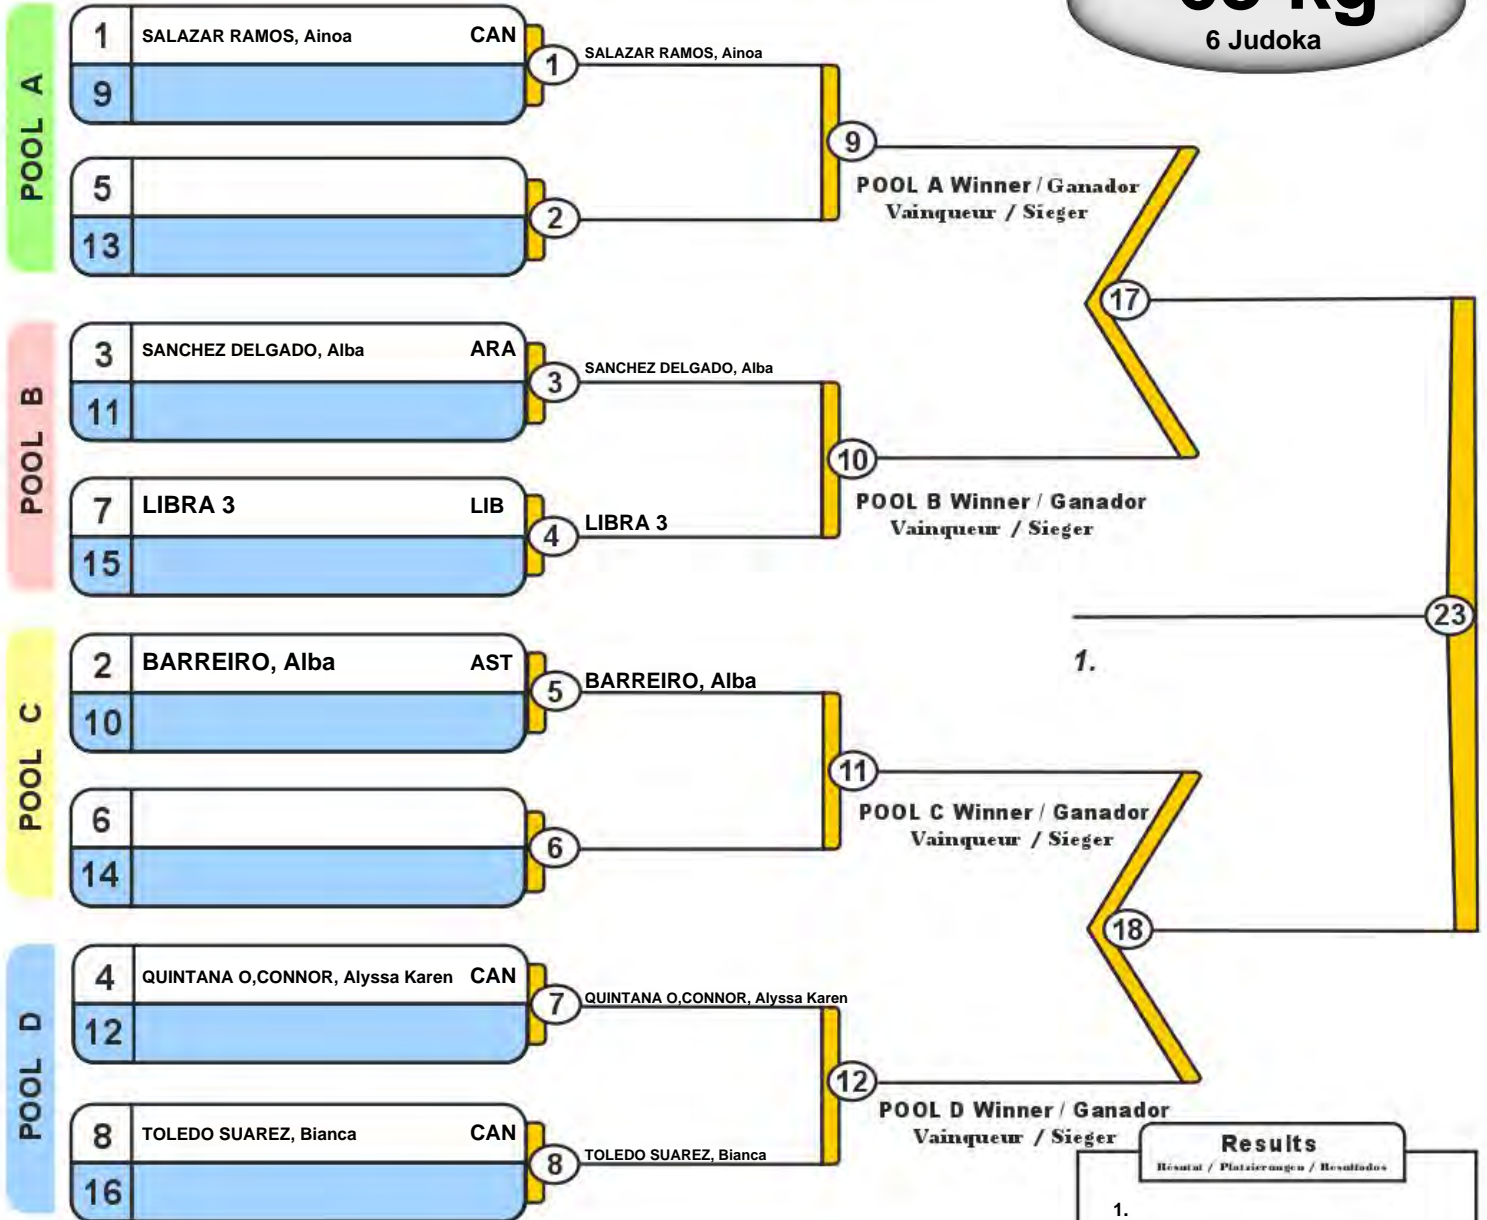 kg
6 Judoka
POOL A
1 SALAZAR RAMOS, Ainoa CAN
9
1 SALAZAR RAMOS, Ainoa
5
13
2
9
POOL A Winner / Ganador
Vainqueur / Sieger
POOL B
3 SANCHEZ DELGADO, Alba ARA
11
3 SANCHEZ DELGADO, Alba
7 LIBRA 3 LIB
15
4 LIBRA 3
10
POOL B Winner / Ganador
Vainqueur / Sieger
17
POOL C
2 BARREIRO, Alba AST
10
5 BARREIRO, Alba
6
14
6
11
POOL C Winner / Ganador
Vainqueur / Sieger
POOL D
4 QUINTANA O,CONNOR, Alyssa Karen CAN
12
7 QUINTANA O,CONNOR, Alyssa Karen
8 TOLEDO SUAREZ, Bianca CAN
16
8 TOLEDO SUAREZ, Bianca
12
POOL D Winner / Ganador
Vainqueur / Sieger
18
23
1.
Results
Résutat / Platzierungen / Resultados
1.